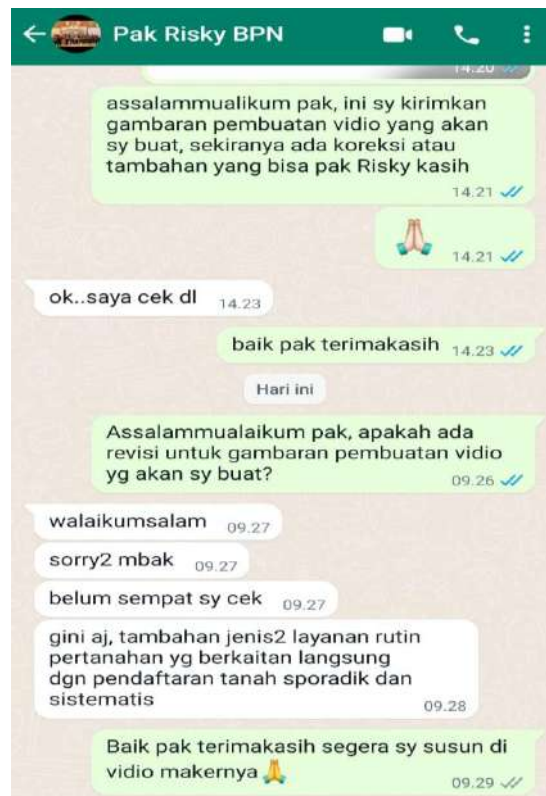 Pak Risky BPN
14.20
assalammualikum pak, ini sy kirimkan
gambaran pembuatan vidio yang akan
sy buat, sekiranya ada koreksi atau
tambahan yang bisa pak Risky kasih
14.21
14.21
ok..saya cek dl 14.23
baik pak terimakasih 14.23
Hari ini
Assalammualaikum pak, apakah ada
revisi untuk gambaran pembuatan vidio
yg akan sy buat?
09.26
walaikumsalam 09.27
sorry2 mbak 09.27
belum sempat sy cek 09.27
gini aj, tambahan jenis2 layanan rutin
pertanahan yg berkaitan langsung
dgn pendaftaran tanah sporadik dan
sistematis
09.28
Baik pak terimakasih segera sy susun di
vidio makernya 🙏
09.29